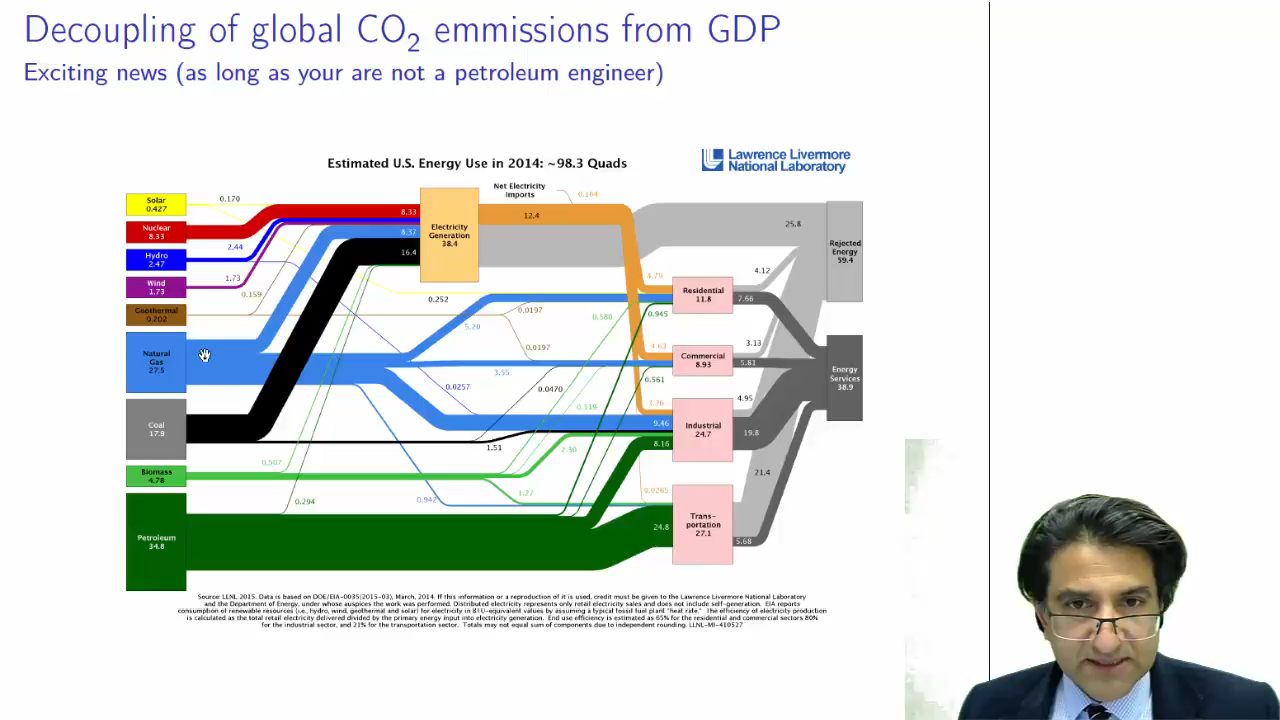 Decoupling of global CO2 emmissions from GDP
Exciting news (as long as your are not a petroleum engineer)
Estimated U.S. Energy Use in 2014: ~98.3 Quads
Lawrence Livermore
National Laboratory
Solar
0.427
Nuclear
8.33
Hydro
2.47
Wind
1.73
Geothermal
0.202
Natural
Gas
27.5
Coal
17.9
Biomass
4.78
Petroleum
34.8
0.170
2.44
1.73
0.159
0.507
0.294
8.33
8.37
16.4
Electricity
Generation
38.4
Net Electricity
Imports
0.164
12.4
25.8
0.252
5.20
0.0197
0.0197
3.55
0.0257
0.0470
0.119
0.580
1.51
2.30
1.27
0.942
4.79
0.945
4.63
0.561
3.26
9.46
8.16
0.0265
24.8
Residential
11.8
Commercial
8.93
Industrial
24.7
Trans-
portation
27.1
4.12
7.66
3.13
5.81
4.95
19.8
21.4
5.68
Rejected
Energy
59.4
Energy
Services
38.9
Source: LLNL 2015. Data is based on DOE/EIA-0035(2015-03), March, 2014. If this information or a reproduction of it is used, credit must be given to the Lawrence Livermore National Laboratory
and the Department of Energy, under whose auspices the work was performed. Distributed electricity represents only retail electricity sales and does not include self-generation. EIA reports
consumption of renewable resources (i.e., hydro, wind, geothermal and solar) for electricity in BTU-equivalent values by assuming a typical fossil fuel plant "heat rate." The efficiency of electricity production
is calculated as the total retail electricity delivered divided by the primary energy input into electricity generation. End use efficiency is estimated as 65% for the residential and commercial sectors 80%
for the industrial sector, and 21% for the transportation sector. Totals may not equal sum of components due to independent rounding. LLNL-MI-410527